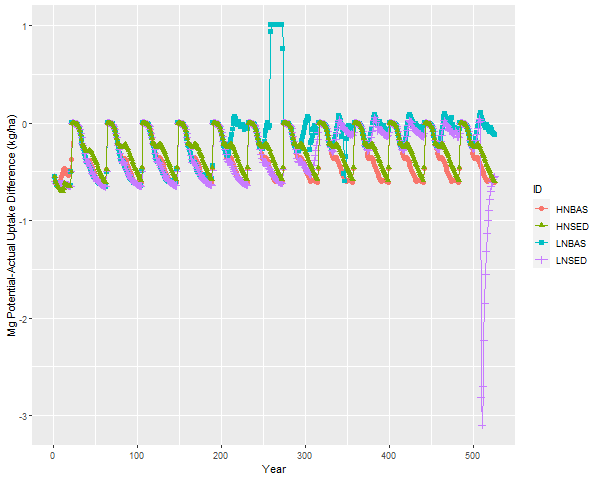 Mg Potential-Actual Uptake Difference (kg/ha)
1
0
-1
-2
-3
0 100 200 300 400 500
Year
ID
HNBAS
HNSED
LNBAS
LNSED